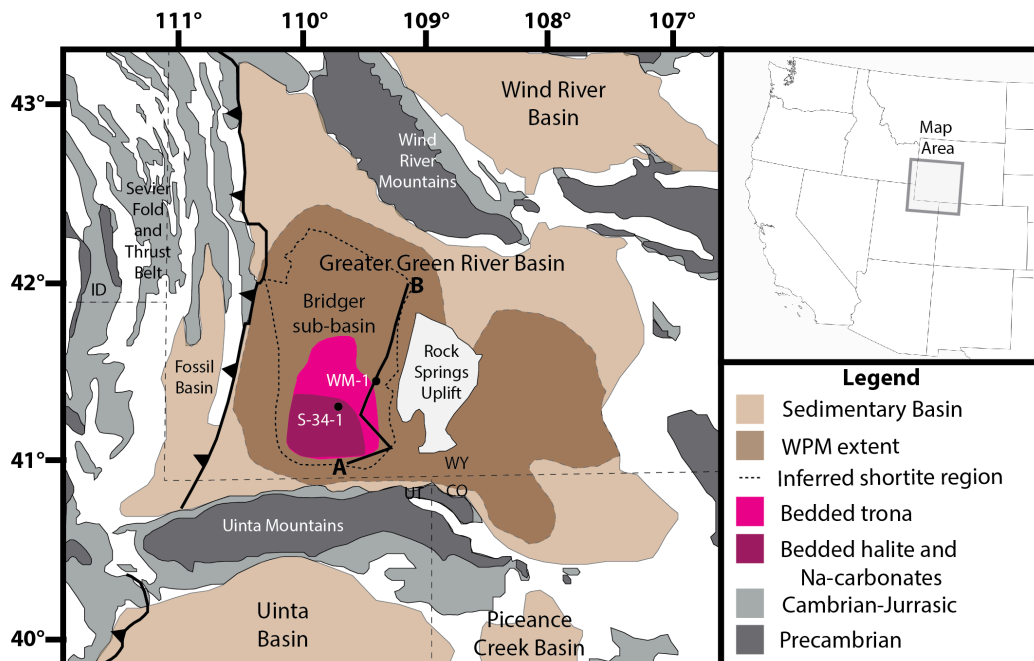 111° 110° 109° 108° 107°
43°
42°
41°
40°
Wind River
Basin
Wind
River
Mountains
Sevier
Fold
and
Thrust
Belt
ID
Greater Green River Basin
B
Bridger
sub-basin
Rock
Springs
Uplift
Fossil
Basin
WM-1
S-34-1
A
WY
UT CO
Uinta Mountains
Uinta
Basin
Piceance
Creek Basin
Map
Area
Legend
Sedimentary Basin
WPM extent
Inferred shortite region
Bedded trona
Bedded halite and
Na-carbonates
Cambrian-Jurrasic
Precambrian